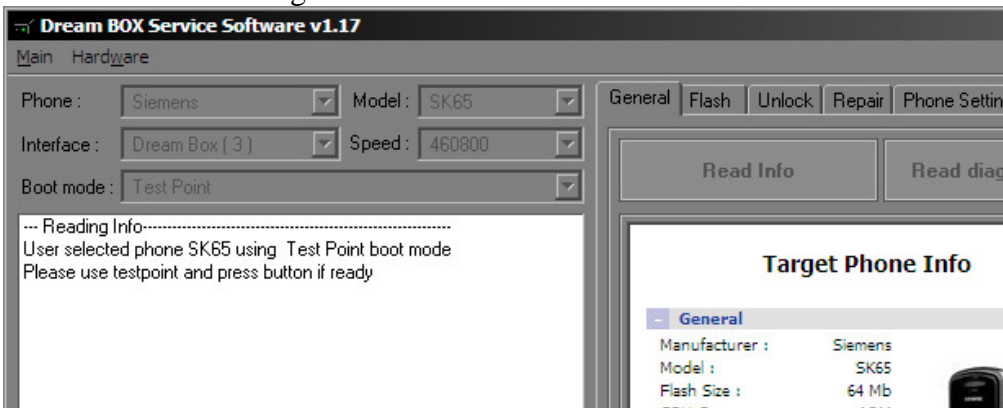 Dream BOX Service Software v1.17
Main Hardware
Phone : Siemens Model : SK65
Interface : Dream Box ( 3 ) Speed : 460800
Boot mode : Test Point
General Flash Unlock Repair Phone
Read Info Read
--- Reading Info---------------------------------------------------------
User selected phone SK65 using Test Point boot mode
Please use testpoint and press button if ready
Target Phone Info
General
Manufacturer : Siemens
Model : SK65
Flash Size : 64 Mb